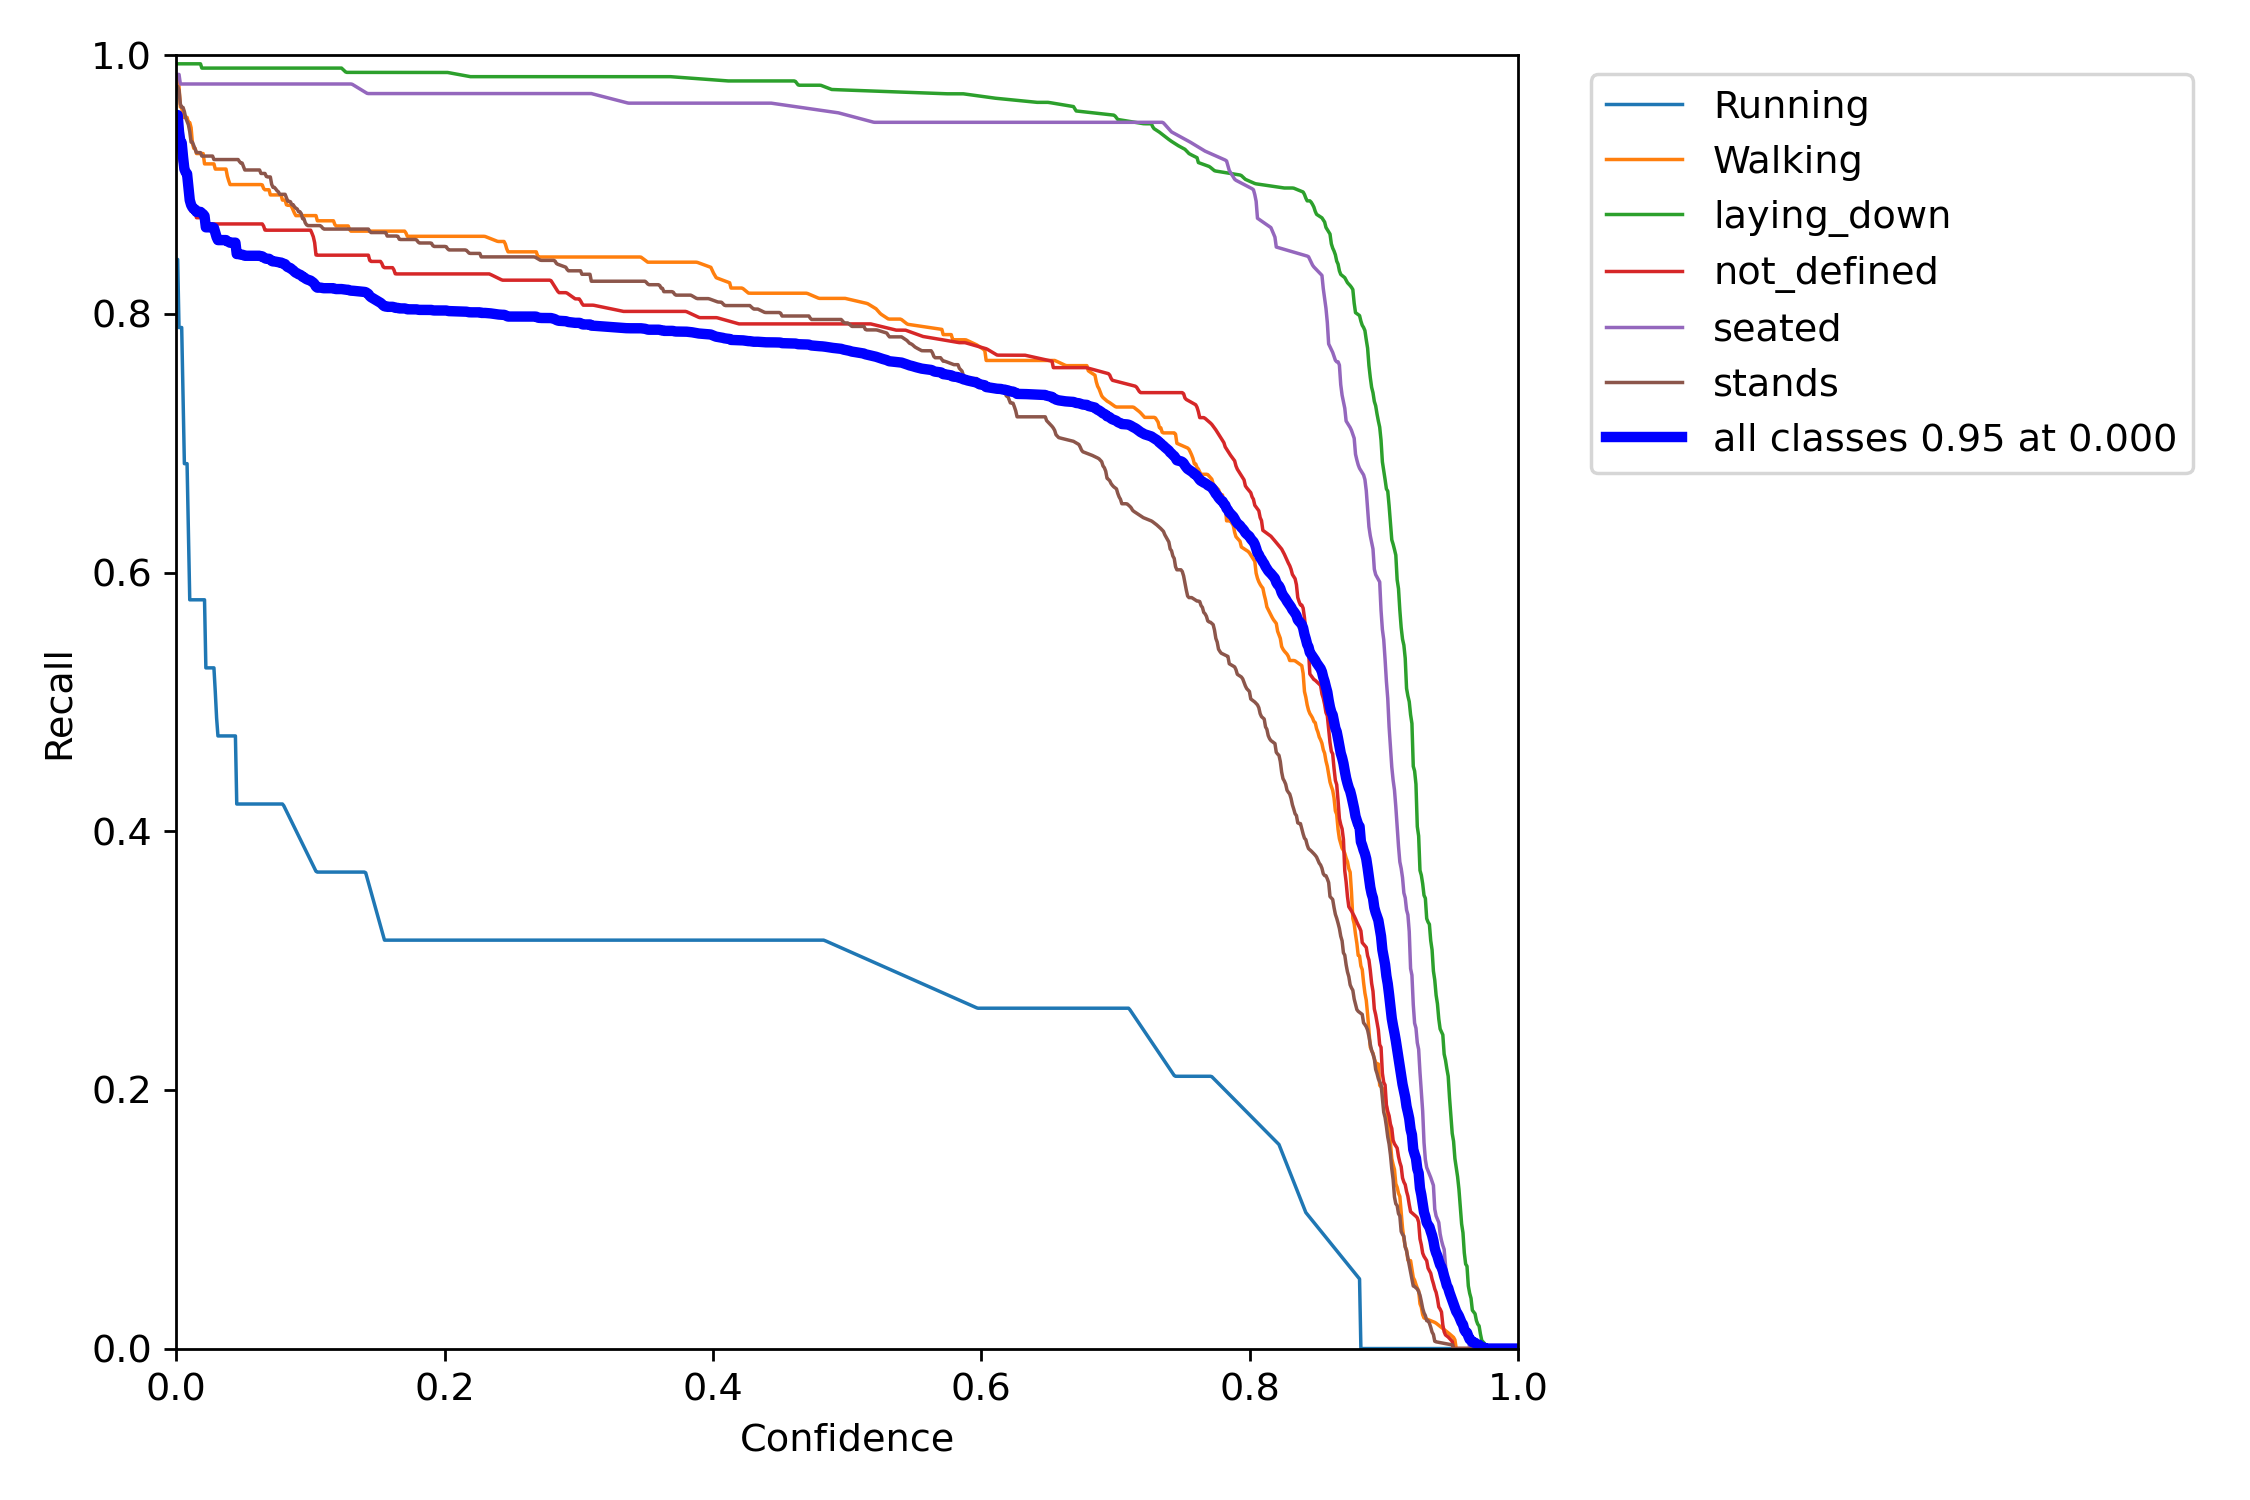 1.0
0.8
0.6
0.4
0.2
0.0
Recall
0.0 0.2 0.4 0.6 0.8 1.0
Confidence
Running
Walking
laying_down
not_defined
seated
stands
all classes 0.95 at 0.000